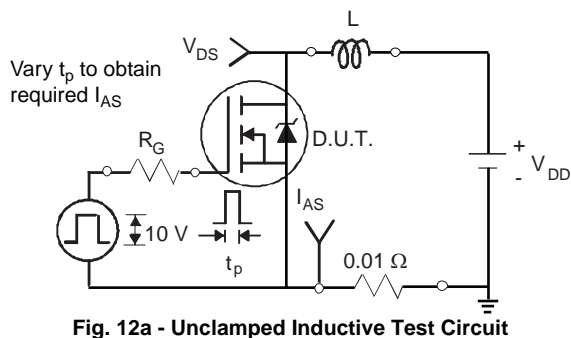 L
V_DS
Vary t_p to obtain
required I_AS
R_G
D.U.T.
+
V_DD
-
I_AS
10 V
t_p
0.01 Ω
Fig. 12a - Unclamped Inductive Test Circuit